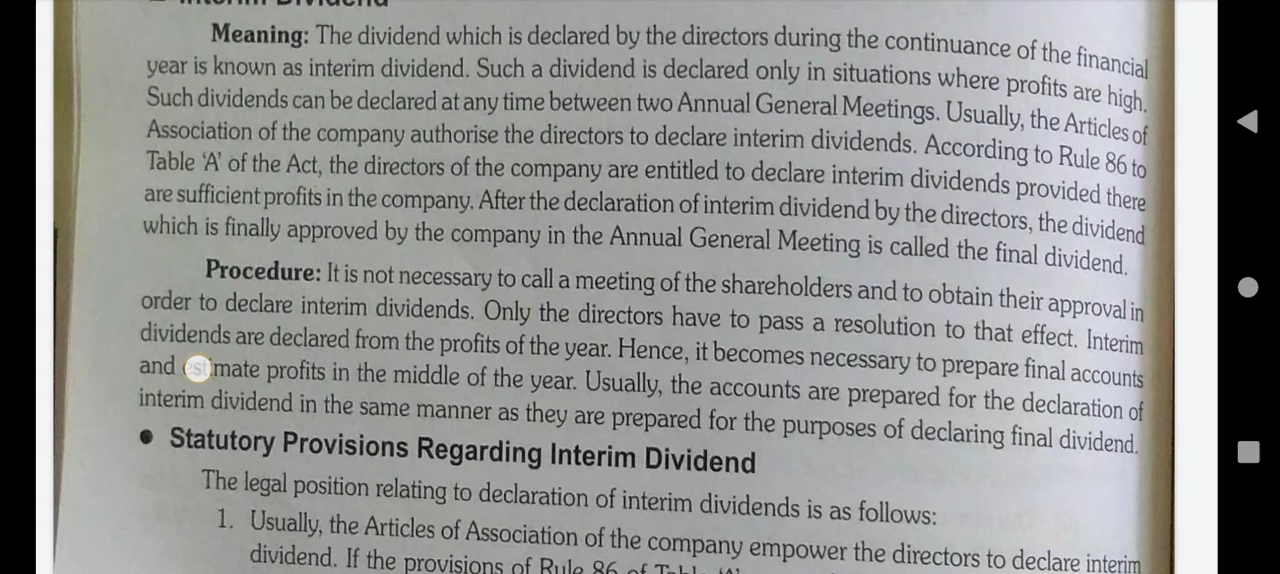 Interim Dividend
Meaning: The dividend which is declared by the directors during the continuance of the financial
year is known as interim dividend. Such a dividend is declared only in situations where profits are high.
Such dividends can be declared at any time between two Annual General Meetings. Usually, the Articles of
Association of the company authorise the directors to declare interim dividends. According to Rule 86 to
Table ‘A’ of the Act, the directors of the company are entitled to declare interim dividends provided there
are sufficient profits in the company. After the declaration of interim dividend by the directors, the dividend
which is finally approved by the company in the Annual General Meeting is called the final dividend.
Procedure: It is not necessary to call a meeting of the shareholders and to obtain their approval in
order to declare interim dividends. Only the directors have to pass a resolution to that effect. Interim
dividends are declared from the profits of the year. Hence, it becomes necessary to prepare final accounts
and estimate profits in the middle of the year. Usually, the accounts are prepared for the declaration of
interim dividend in the same manner as they are prepared for the purposes of declaring final dividend.
• Statutory Provisions Regarding Interim Dividend
The legal position relating to declaration of interim dividends is as follows:
1. Usually, the Articles of Association of the company empower the directors to declare interim
dividend. If the provisions of Rule 86 of Table ‘A’